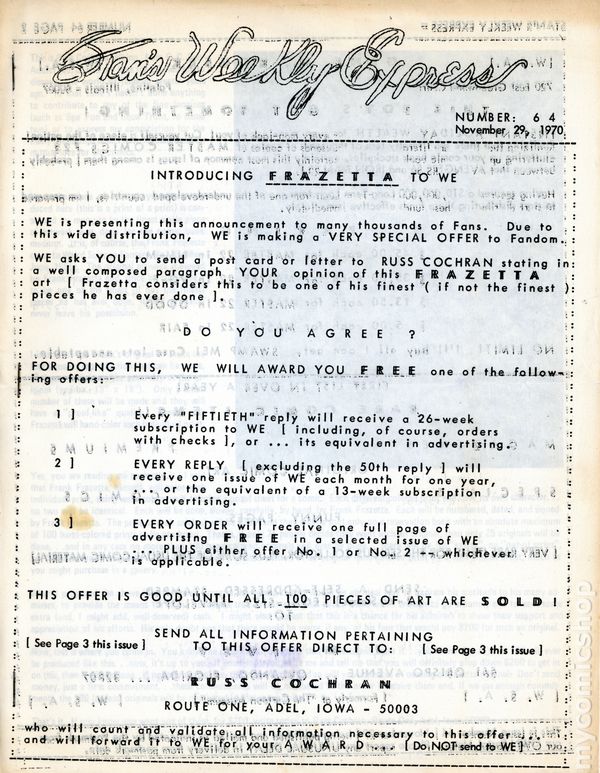 Stan's Weekly Express
NUMBER: 64
November 29, 1970
INTRODUCING FRAZETTA TO WE
WE is presenting this announcement to many thousands of Fans. Due to
this wide distribution, WE is making a VERY SPECIAL OFFER to Fandom.
WE asks YOU to send a post card or letter to RUSS COCHRAN stating in
a well composed paragraph YOUR opinion of this FRAZETTA
art [ Frazetta considers this to be one of his finest ( if not the finest )
pieces he has ever done ].
DO YOU AGREE ?
FOR DOING THIS, WE WILL AWARD YOU FREE one of the follow-
ing offers:
1 ] Every "FIFTIETH" reply will receive a 26-week
subscription to WE [ including, of course, orders
with checks ], or ... its equivalent in advertising.
2 ] EVERY REPLY [ excluding the 50th reply ] will
receive one issue of WE each month for one year,
... or the equivalent of a 13-week subscription
in advertising.
3 ] EVERY ORDER will receive one full page of
advertising FREE in a selected issue of WE
... PLUS either offer No. 1 or No. 2 -- whichever
is applicable.
THIS OFFER IS GOOD UNTIL ALL 100 PIECES OF ART ARE SOLD !
SEND ALL INFORMATION PERTAINING
[ See Page 3 this issue ] TO THIS OFFER DIRECT TO: [ See Page 3 this issue ]
... RUSS COCHRAN
ROUTE ONE, ADEL, IOWA - 50003
who will count and validate all information necessary to this offer ...
and will forward it to WE for your AWARD ... [ Do NOT send to WE ]
mycomicshop